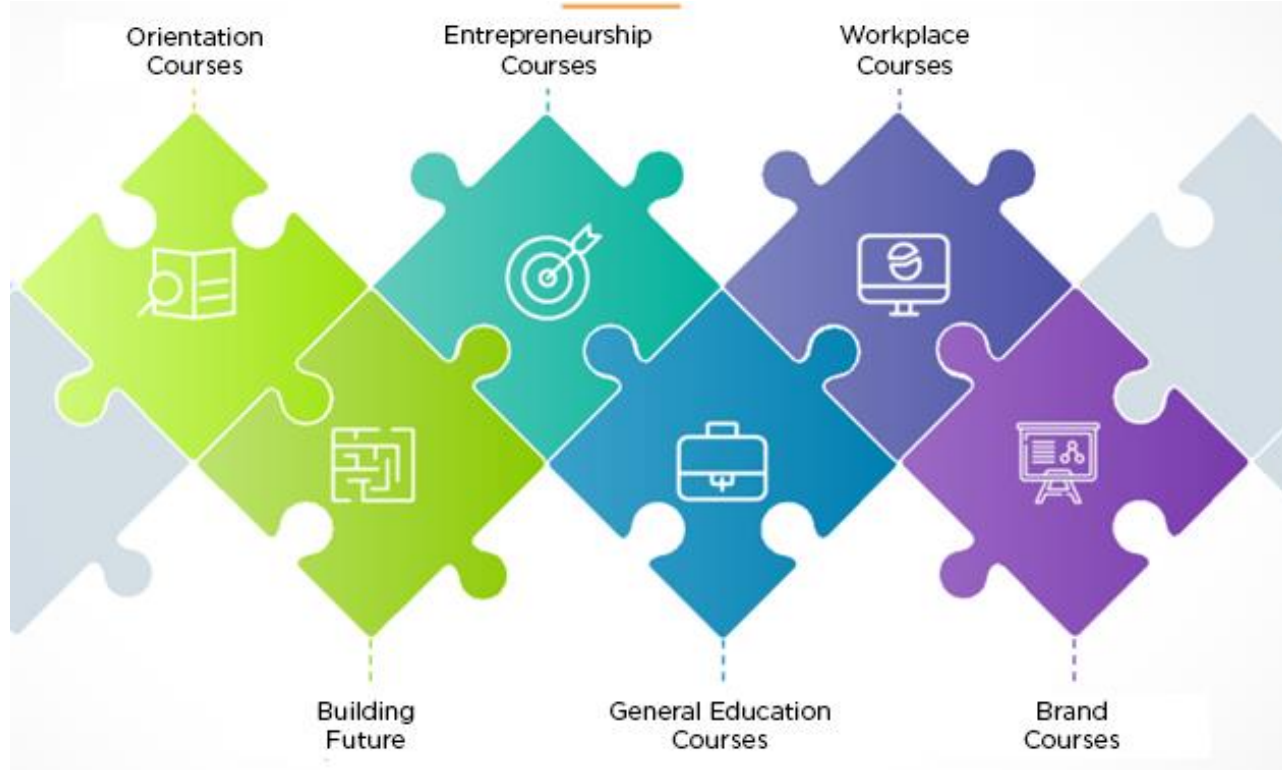 Orientation
Courses
Entrepreneurship
Courses
Workplace
Courses
Building
Future
General Education
Courses
Brand
Courses